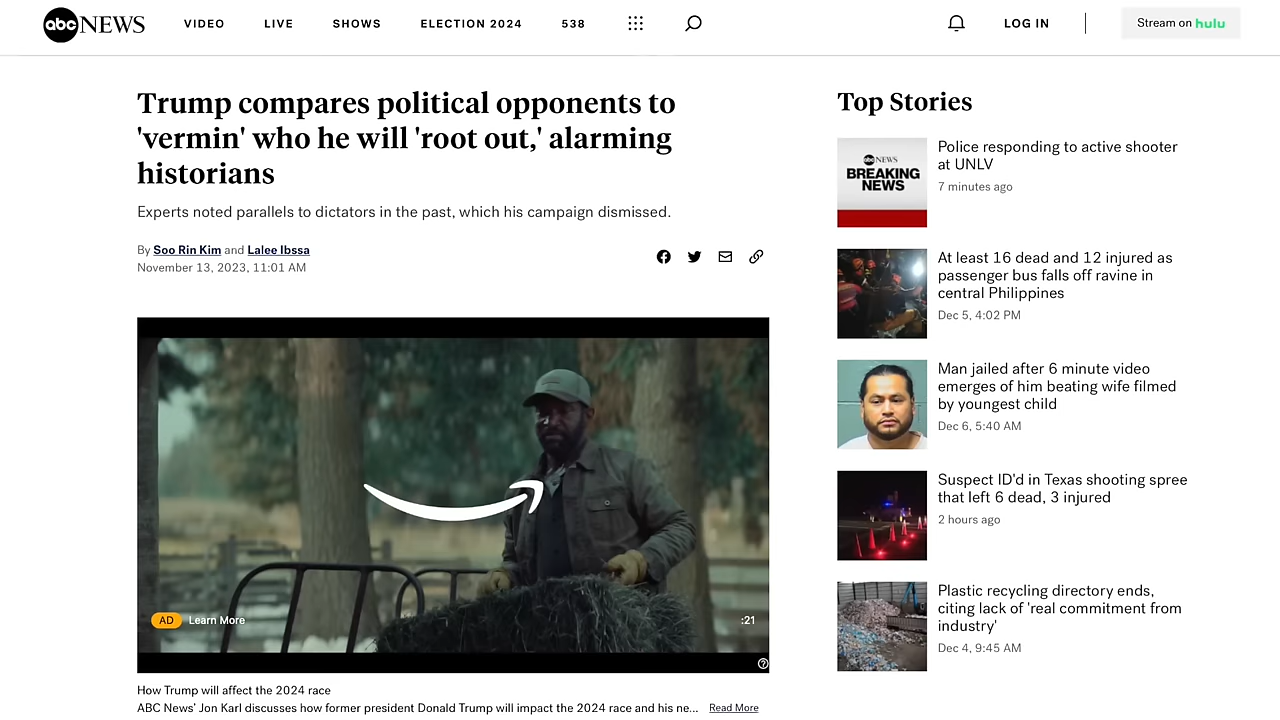 abc NEWS
VIDEO
LIVE
SHOWS
ELECTION 2024
538
LOG IN
Stream on hulu
Trump compares political opponents to
'vermin' who he will 'root out,' alarming
historians
Experts noted parallels to dictators in the past, which his campaign dismissed.
By Soo Rin Kim and Lalee Ibssa
November 13, 2023, 11:01 AM
AD Learn More
:21
How Trump will affect the 2024 race
ABC News' Jon Karl discusses how former president Donald Trump will impact the 2024 race and his ne... Read More
Top Stories
abc NEWS
BREAKING
NEWS
Police responding to active shooter
at UNLV
7 minutes ago
At least 16 dead and 12 injured as
passenger bus falls off ravine in
central Philippines
Dec 5, 4:02 PM
Man jailed after 6 minute video
emerges of him beating wife filmed
by youngest child
Dec 6, 5:40 AM
Suspect ID'd in Texas shooting spree
that left 6 dead, 3 injured
2 hours ago
Plastic recycling directory ends,
citing lack of 'real commitment from
industry'
Dec 4, 9:45 AM